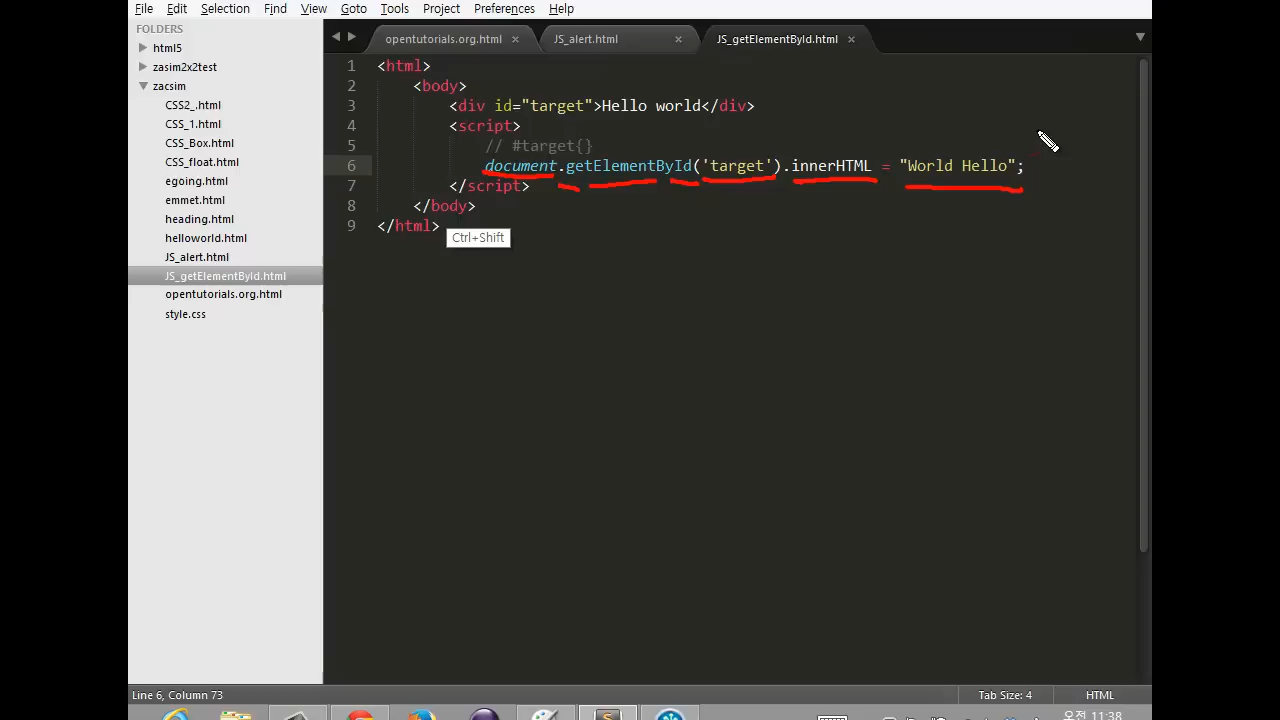 File Edit Selection Find View Goto Tools Project Preferences Help
FOLDERS
html5
zasim2x2test
zacsim
CSS2_.html
CSS_1.html
CSS_Box.html
CSS_float.html
egoing.html
emmet.html
heading.html
helloworld.html
JS_alert.html
JS_getElementById.html
opentutorials.org.html
style.css
opentutorials.org.html × JS_alert.html × JS_getElementById.html ×
1 <html>
2 <body>
3 <div id="target">Hello world</div>
4 <script>
5 // #target{}
6 document.getElementById('target').innerHTML = "World Hello";
7 </script>
8 </body>
9 </html>
Ctrl+Shift
Line 6, Column 73 Tab Size: 4 HTML
오전 11:38